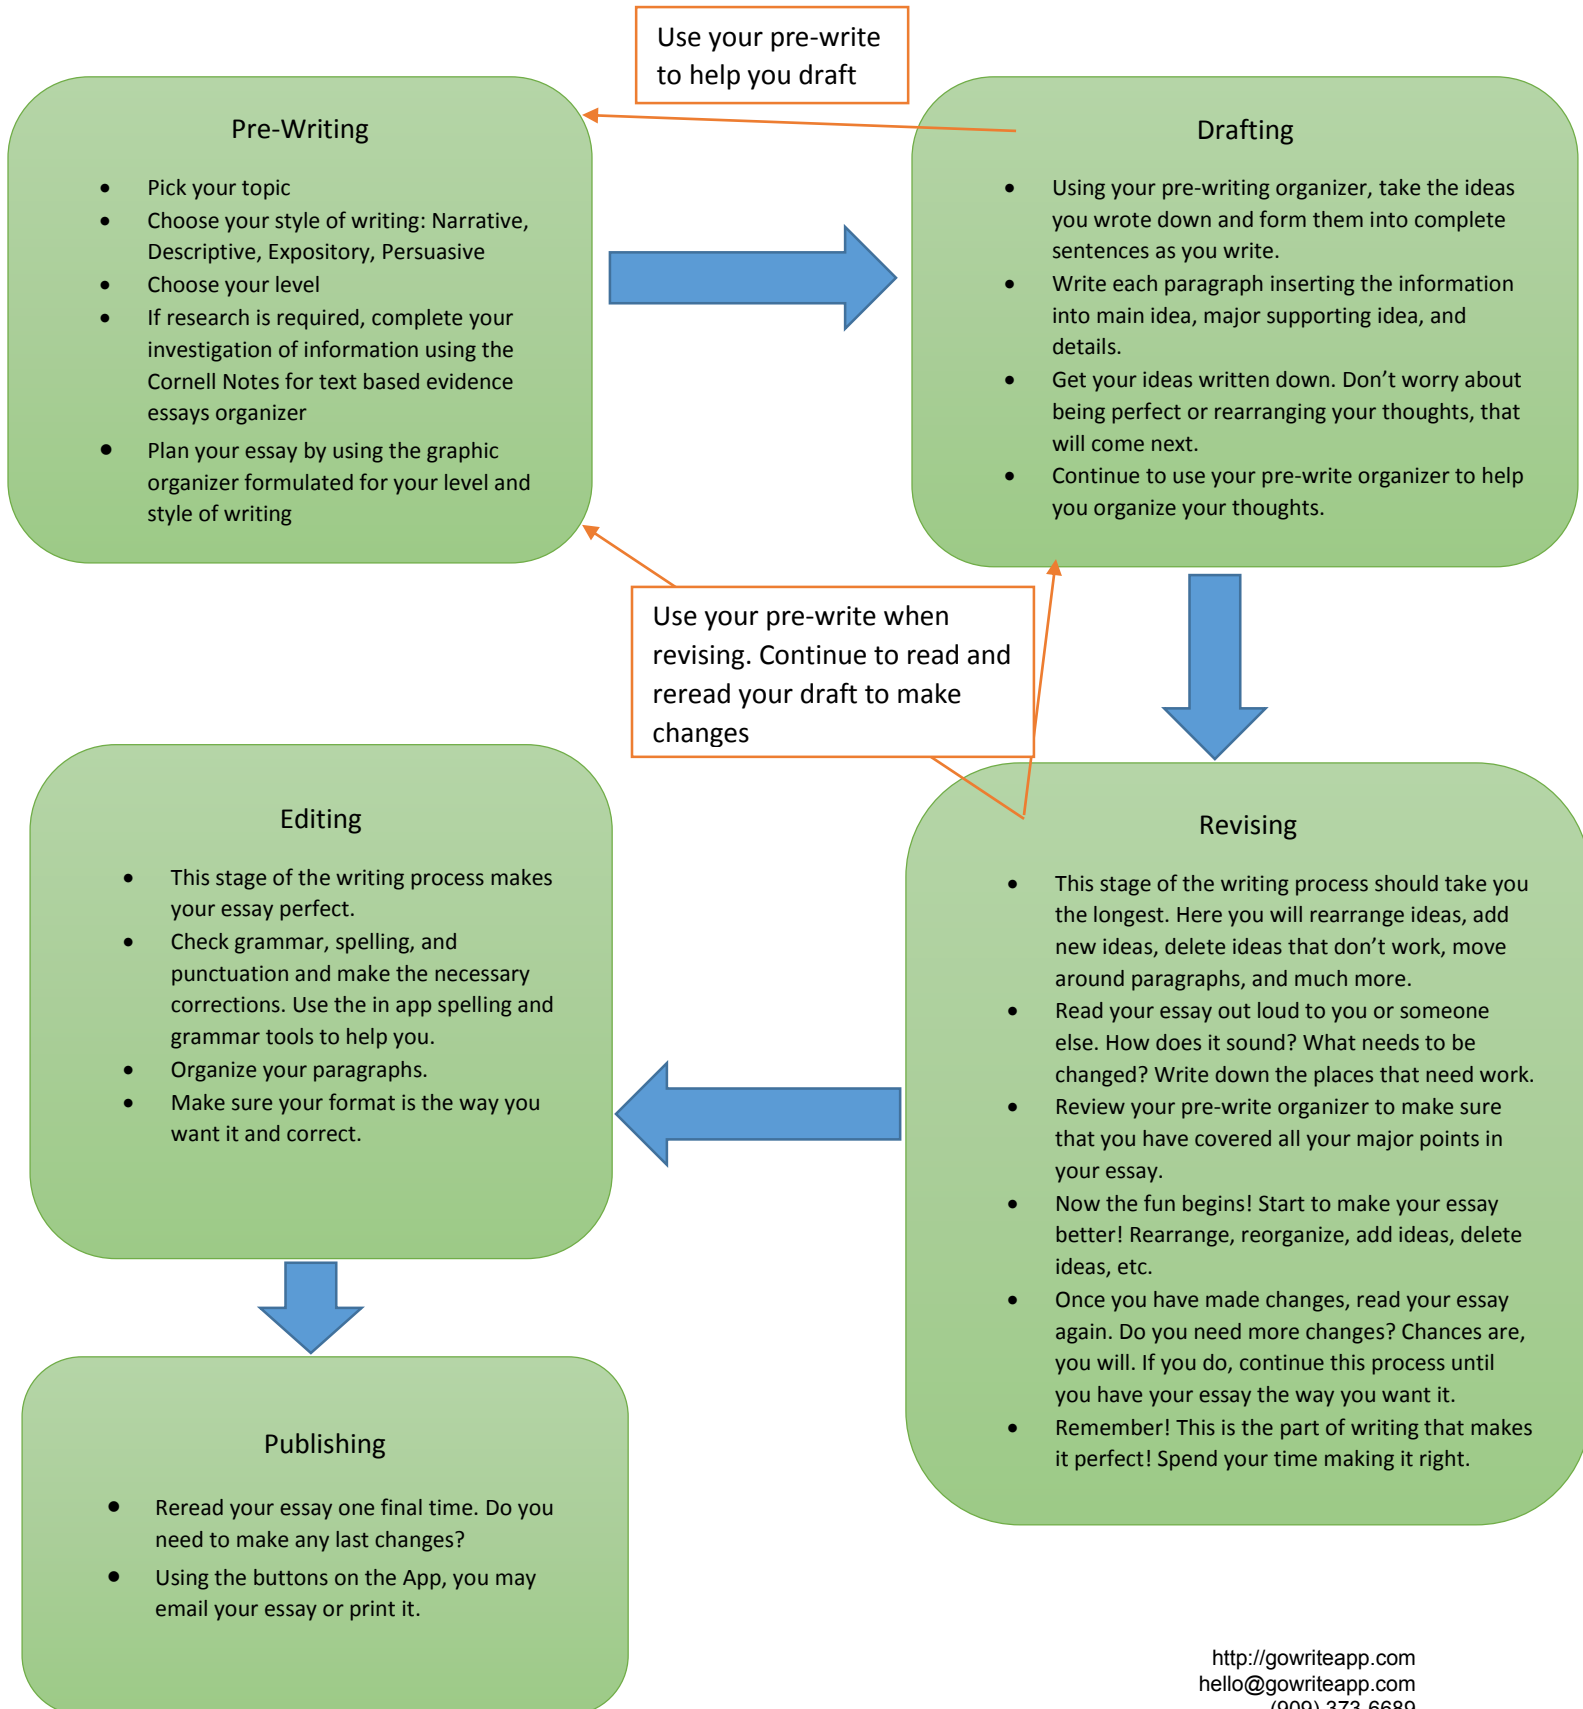 Use your pre-write
to help you draft
Pre-Writing
• Pick your topic
• Choose your style of writing: Narrative,
Descriptive, Expository, Persuasive
• Choose your level
• If research is required, complete your
investigation of information using the
Cornell Notes for text based evidence
essays organizer
• Plan your essay by using the graphic
organizer formulated for your level and
style of writing
Drafting
• Using your pre-writing organizer, take the ideas
you wrote down and form them into complete
sentences as you write.
• Write each paragraph inserting the information
into main idea, major supporting idea, and
details.
• Get your ideas written down. Don’t worry about
being perfect or rearranging your thoughts, that
will come next.
• Continue to use your pre-write organizer to help
you organize your thoughts.
Use your pre-write when
revising. Continue to read and
reread your draft to make
changes
Revising
• This stage of the writing process should take you
the longest. Here you will rearrange ideas, add
new ideas, delete ideas that don’t work, move
around paragraphs, and much more.
• Read your essay out loud to you or someone
else. How does it sound? What needs to be
changed? Write down the places that need work.
• Review your pre-write organizer to make sure
that you have covered all your major points in
your essay.
• Now the fun begins! Start to make your essay
better! Rearrange, reorganize, add ideas, delete
ideas, etc.
• Once you have made changes, read your essay
again. Do you need more changes? Chances are,
you will. If you do, continue this process until
you have your essay the way you want it.
• Remember! This is the part of writing that makes
it perfect! Spend your time making it right.
Editing
• This stage of the writing process makes
your essay perfect.
• Check grammar, spelling, and
punctuation and make the necessary
corrections. Use the in app spelling and
grammar tools to help you.
• Organize your paragraphs.
• Make sure your format is the way you
want it and correct.
Publishing
• Reread your essay one final time. Do you
need to make any last changes?
• Using the buttons on the App, you may
email your essay or print it.
http://gowriteapp.com
hello@gowriteapp.com
(909) 373-6689